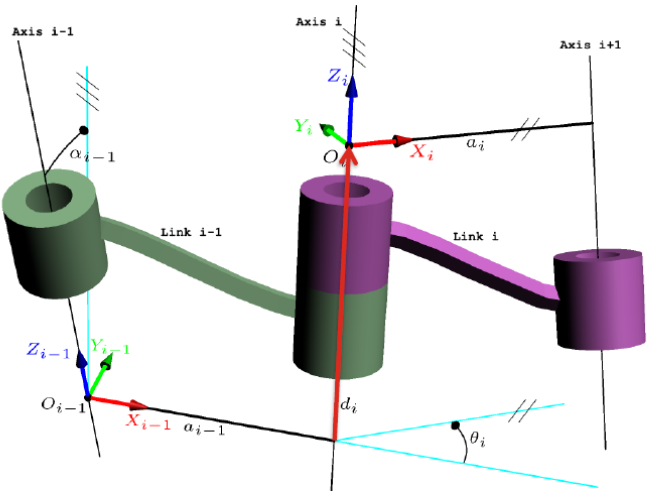 Axis i-1
Axis i
Axis i+1
Z_i
Y_i
O
X_i
a_i
α_{i-1}
Link i-1
Link i
Z_{i-1}
Y_{i-1}
O_{i-1}
X_{i-1}
a_{i-1}
d_i
θ_i